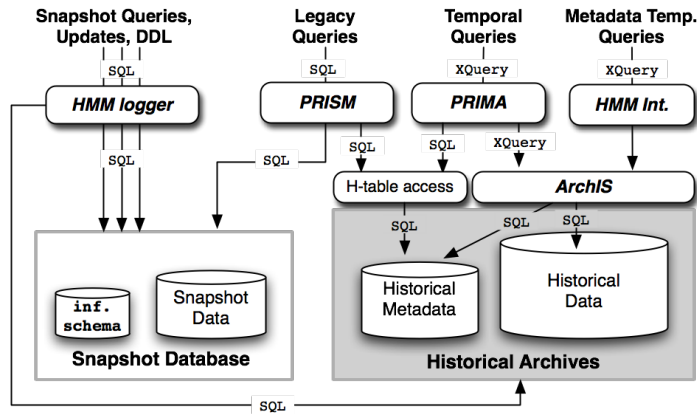 Snapshot Queries,
Updates, DDL
Legacy
Queries
Temporal
Queries
Metadata Temp.
Queries
SQL
SQL
XQuery
XQuery
HMM logger
PRISM
PRIMA
HMM Int.
SQL
SQL
SQL
SQL
XQuery
H-table access
ArchIS
SQL
SQL
SQL
inf.
schema
Snapshot
Data
Historical
Metadata
Historical
Data
Snapshot Database
Historical Archives
SQL